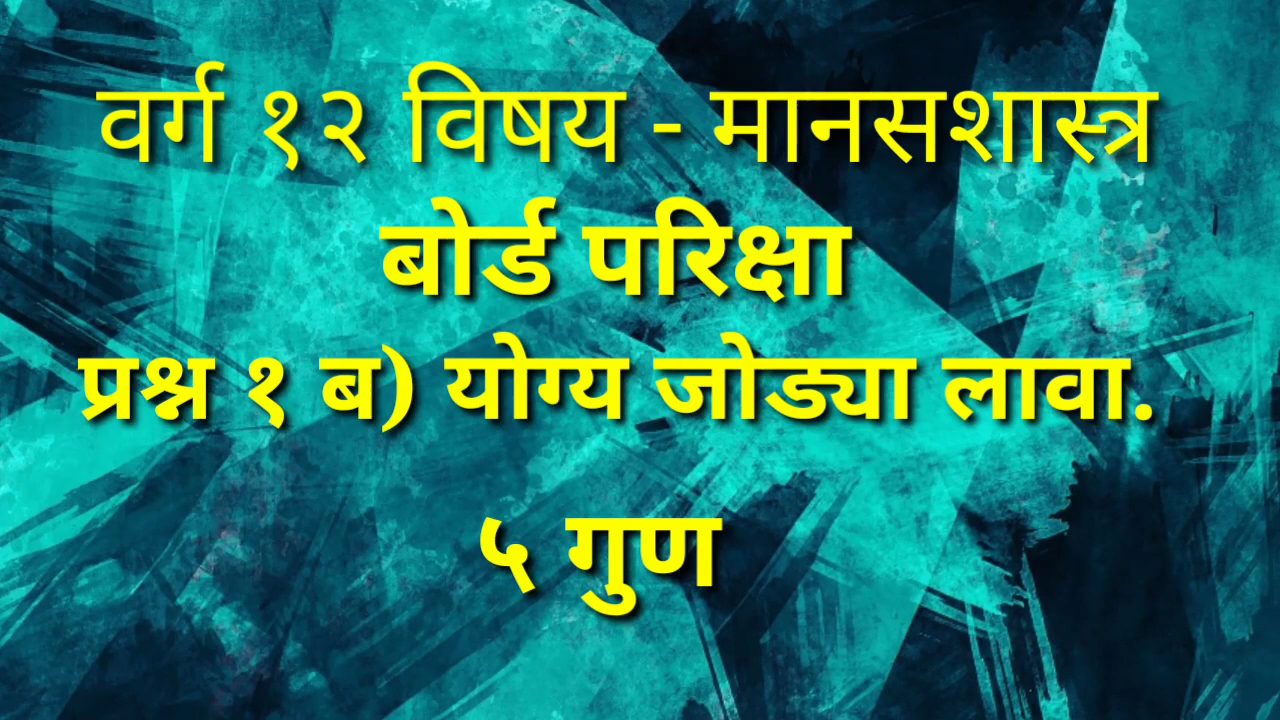 वर्ग १२ विषय - मानसशास्त्र
बोर्ड परिक्षा
प्रश्न १ ब) योग्य जोड्या लावा.
५ गुण